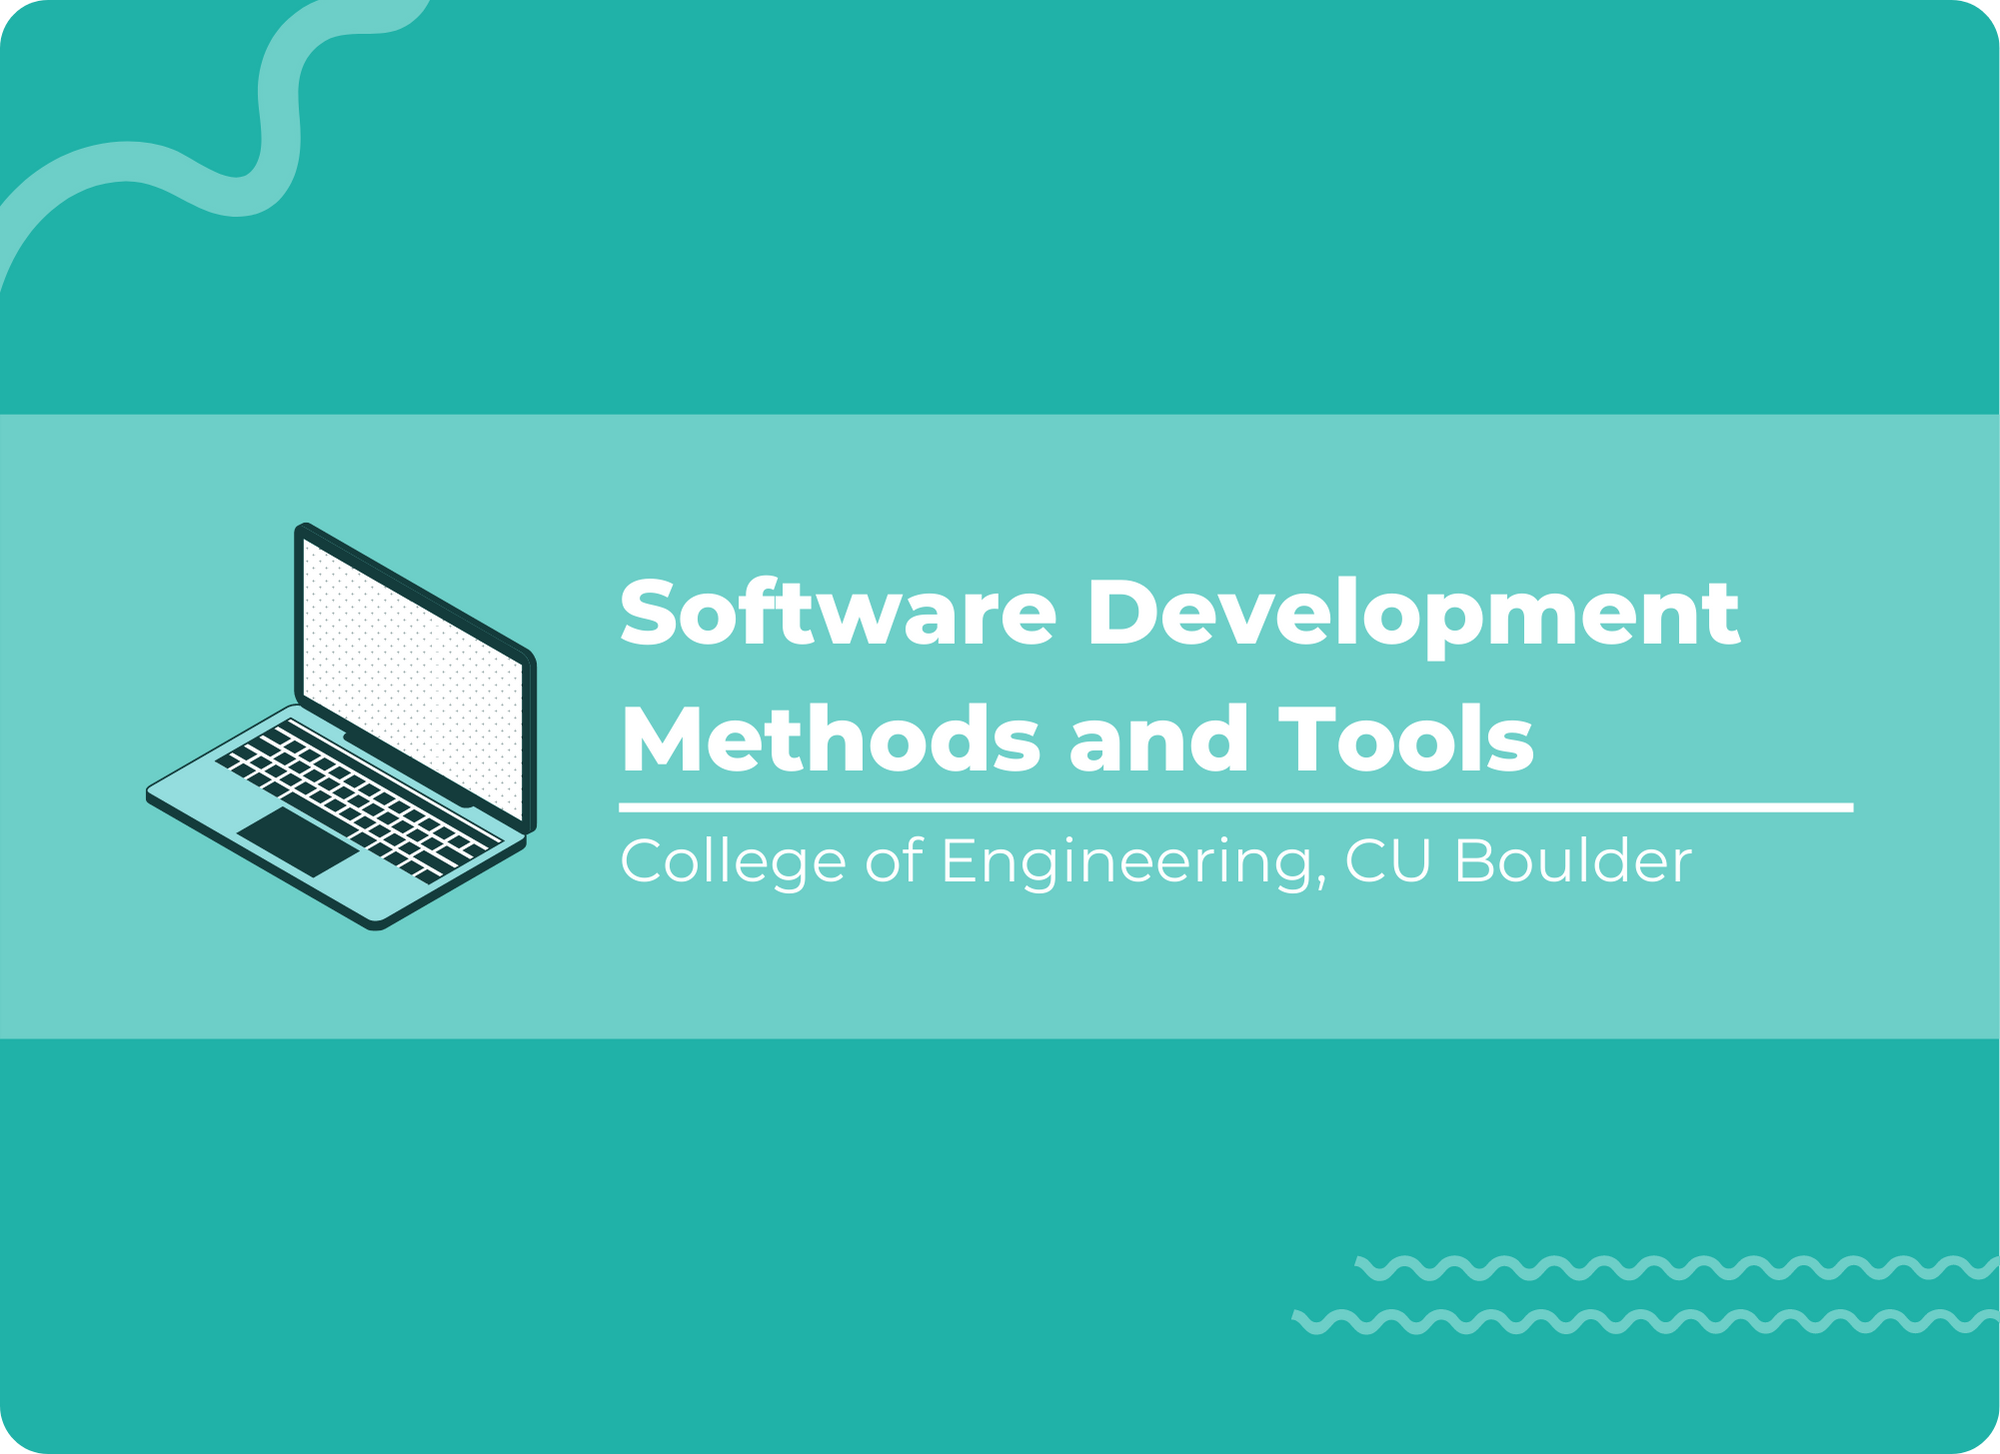 Software Development
Methods and Tools
College of Engineering, CU Boulder